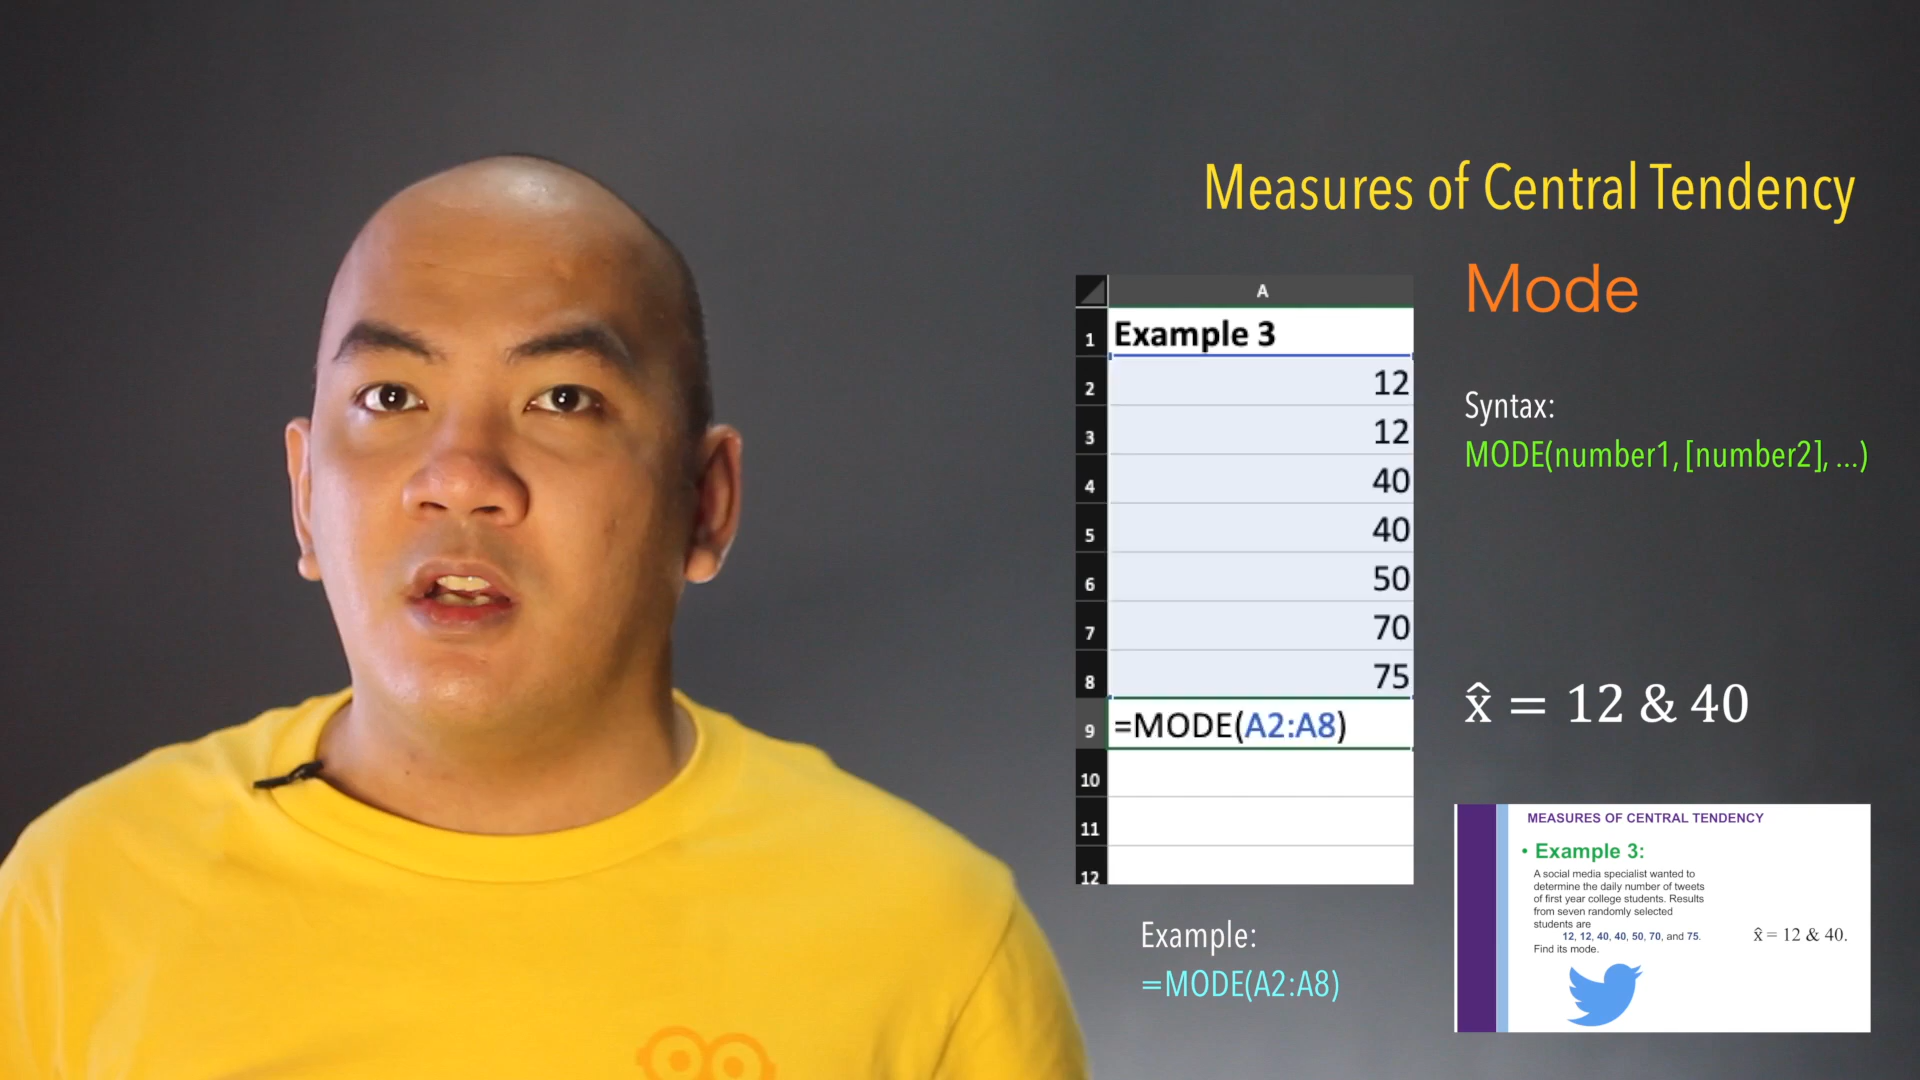 Measures of Central Tendency
Mode
A
1 Example 3
2 12
3 12
4 40
5 40
6 50
7 70
8 75
9 =MODE(A2:A8)
10
11
12
Syntax:
MODE(number1, [number2], ...)
x̂ = 12 & 40
Example:
=MODE(A2:A8)
MEASURES OF CENTRAL TENDENCY
• Example 3:
A social media specialist wanted to
determine the daily number of tweets
of first year college students. Results
from seven randomly selected
students are
12, 12, 40, 40, 50, 70, and 75.
Find its mode.
x̂ = 12 & 40.